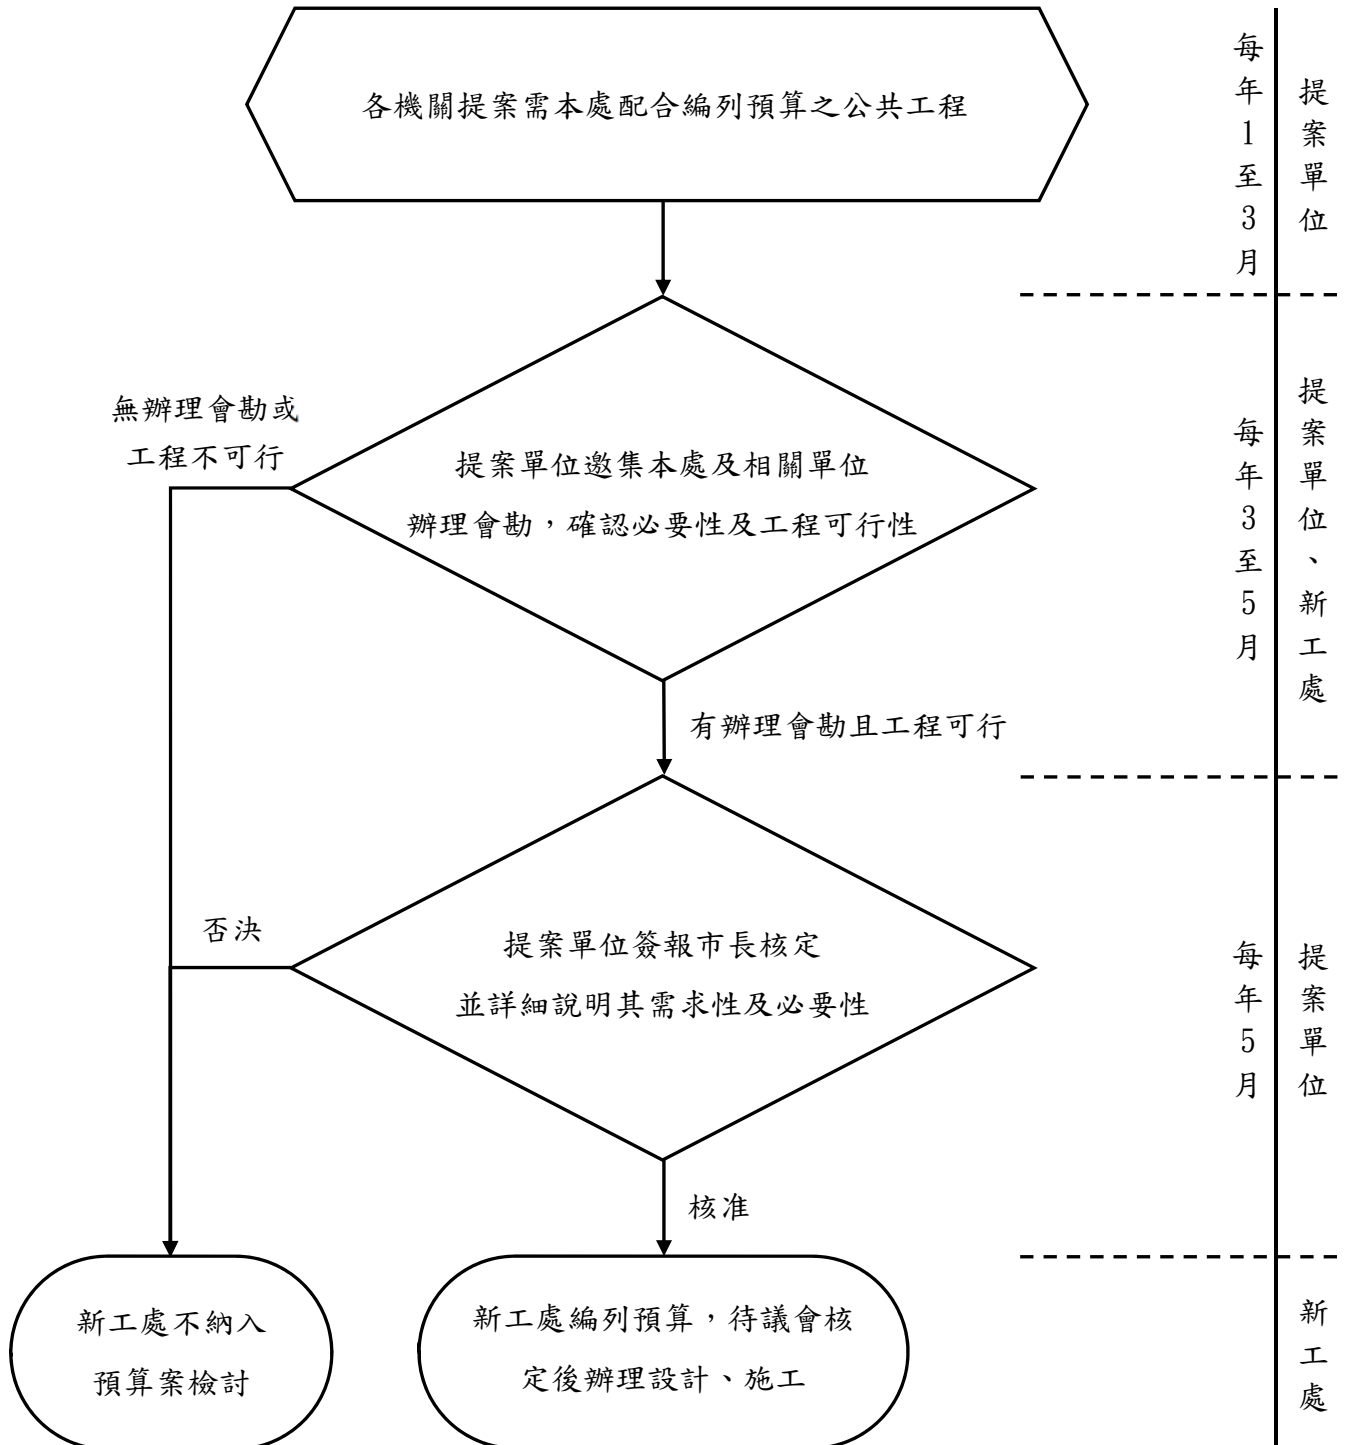 各機關提案需本處配合編列預算之公共工程
每年1至3月
提案單位
無辦理會勘或
工程不可行
提案單位邀集本處及相關單位
辦理會勘，確認必要性及工程可行性
每年3至5月
提案單位、新工處
有辦理會勘且工程可行
否決
提案單位簽報市長核定
並詳細說明其需求性及必要性
每年5月
提案單位
核准
新工處不納入
預算案檢討
新工處編列預算，待議會核
定後辦理設計、施工
新工處